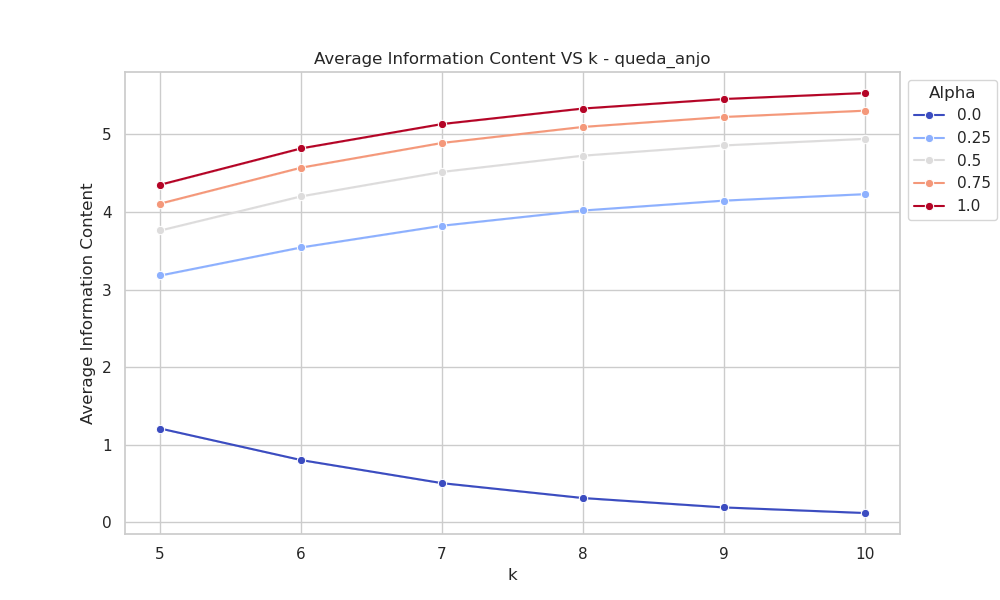 Average Information Content VS k - queda_anjo
Alpha
0.0
0.25
0.5
0.75
1.0
Average Information Content
5
4
3
2
1
0
5 6 7 8 9 10
k